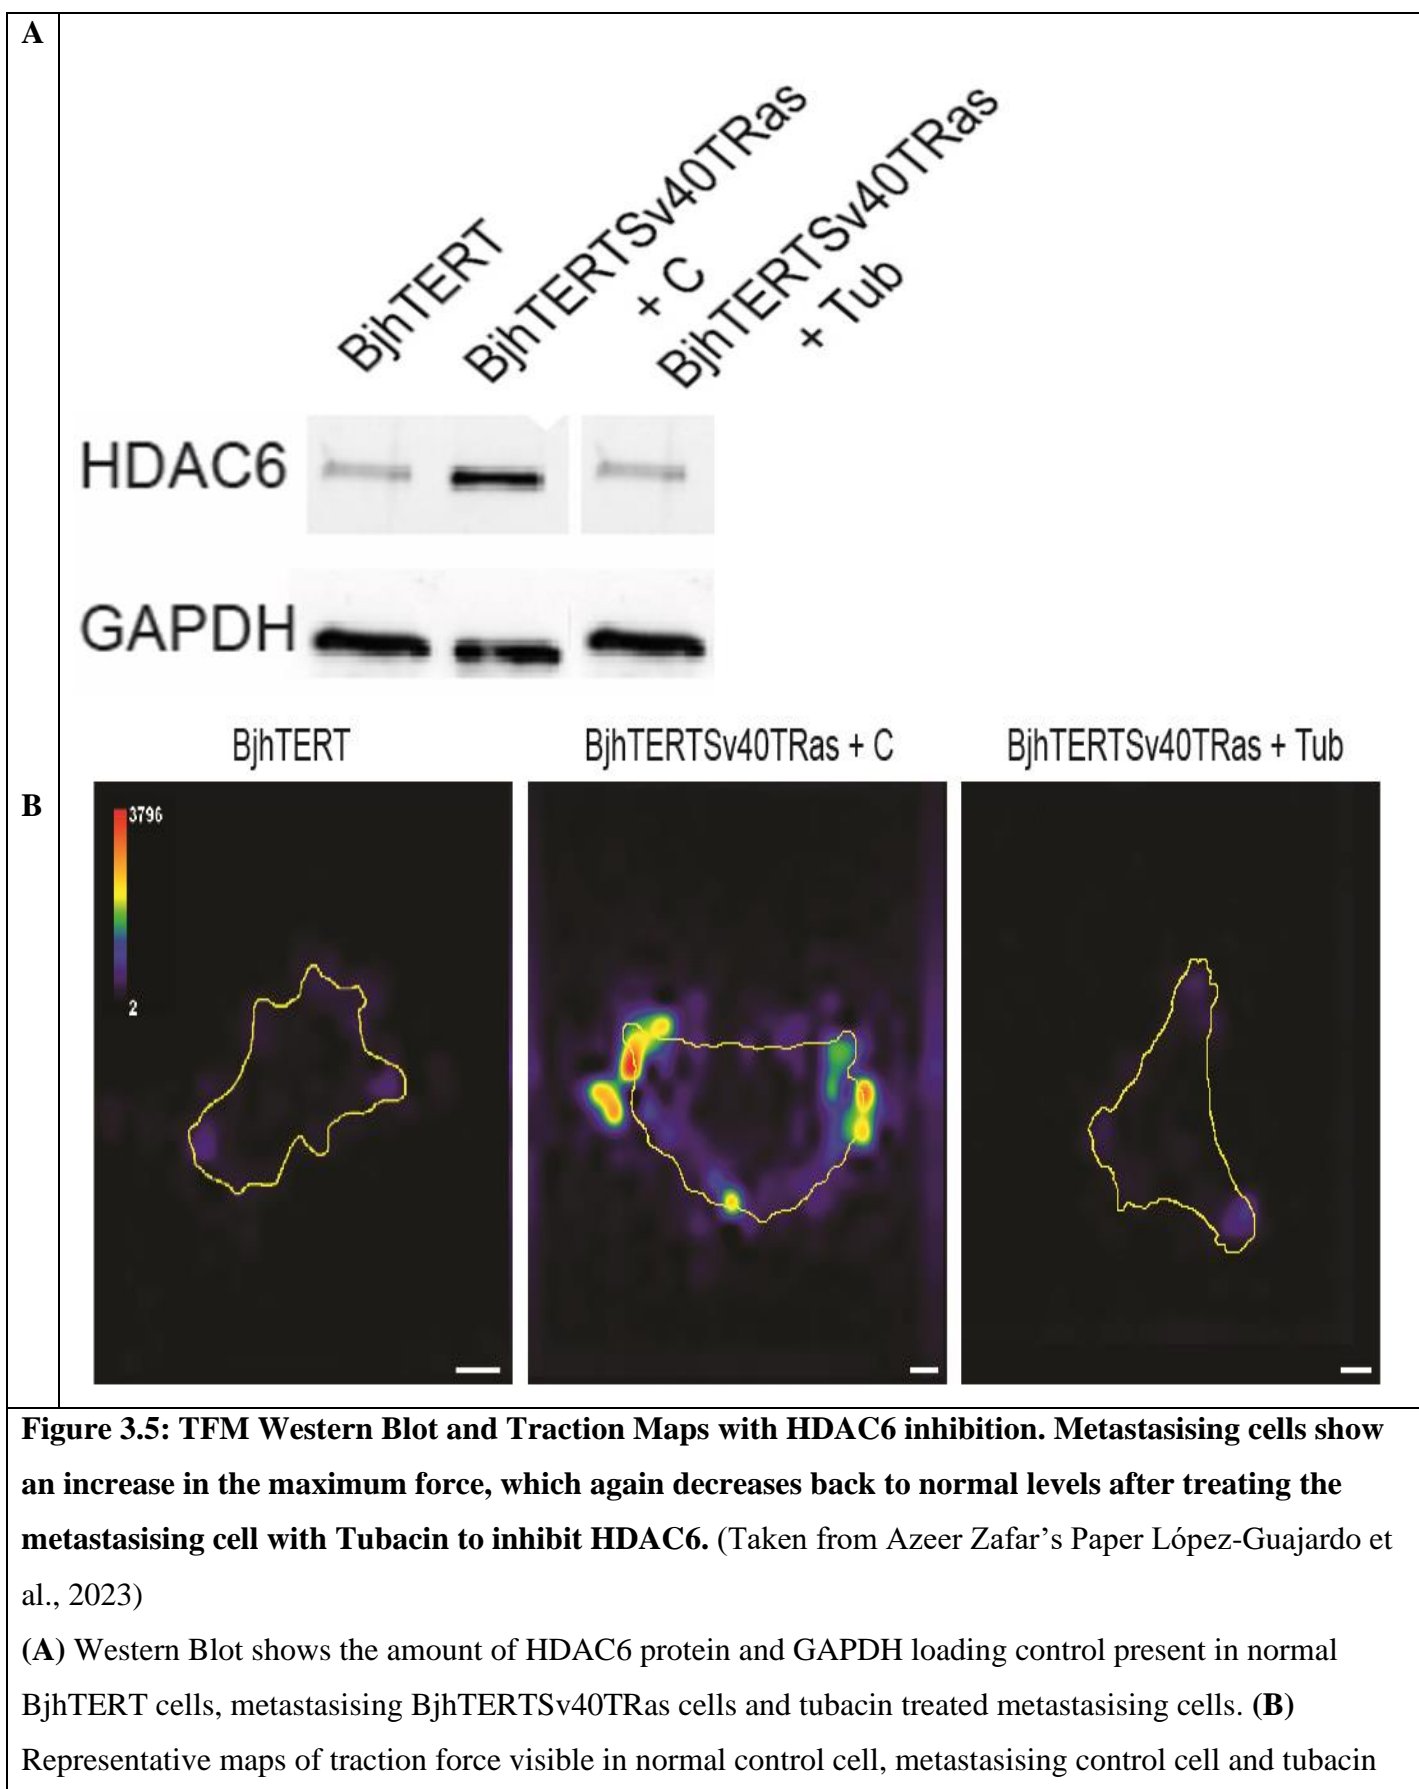 A
BjhTERT
BjhTERTSv40TRas
+ C
BjhTERTSv40TRas
+ Tub
HDAC6
GAPDH
B
BjhTERT
BjhTERTSv40TRas + C
BjhTERTSv40TRas + Tub
3796
2
Figure 3.5: TFM Western Blot and Traction Maps with HDAC6 inhibition. Metastasising cells show
an increase in the maximum force, which again decreases back to normal levels after treating the
metastasising cell with Tubacin to inhibit HDAC6. (Taken from Azeer Zafar’s Paper López-Guajardo et
al., 2023)
(A) Western Blot shows the amount of HDAC6 protein and GAPDH loading control present in normal
BjhTERT cells, metastasising BjhTERTSv40TRas cells and tubacin treated metastasising cells. (B)
Representative maps of traction force visible in normal control cell, metastasising control cell and tubacin